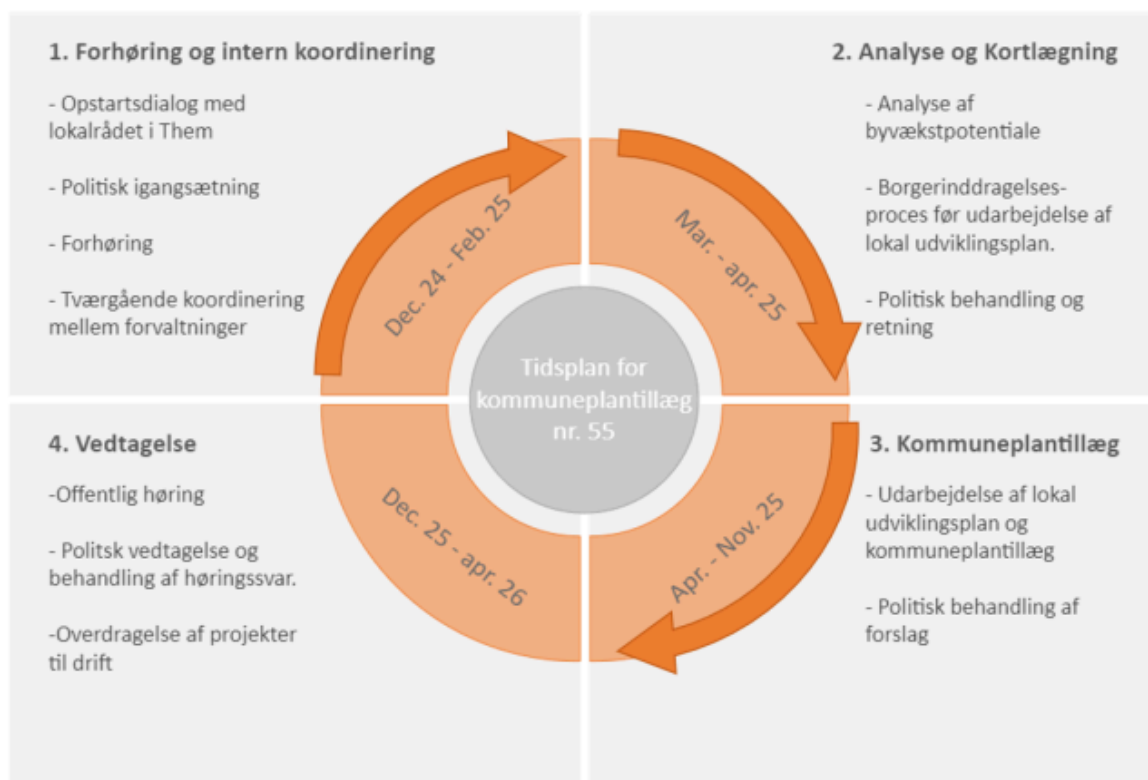 1. Forhøring og intern koordinering
- Opstartsdialog med
lokalrådet i Them
- Politisk igangsætning
- Forhøring
- Tværgående koordinering
mellem forvaltninger
Dec. 24 - Feb. 25
2. Analyse og Kortlægning
- Analyse af
byvækstpotentiale
- Borgerinddragelses-
proces før udarbejdelse af
lokal udviklingsplan.
- Politisk behandling og
retning
Mar. - apr. 25
Tidsplan for
kommuneplantillæg
nr. 55
3. Kommuneplantillæg
- Udarbejdelse af lokal
udviklingsplan og
kommuneplantillæg
- Politisk behandling af
forslag
Apr. - Nov. 25
4. Vedtagelse
-Offentlig høring
- Politsk vedtagelse og
behandling af høringssvar.
-Overdragelse af projekter
til drift
Dec. 25 - apr. 26